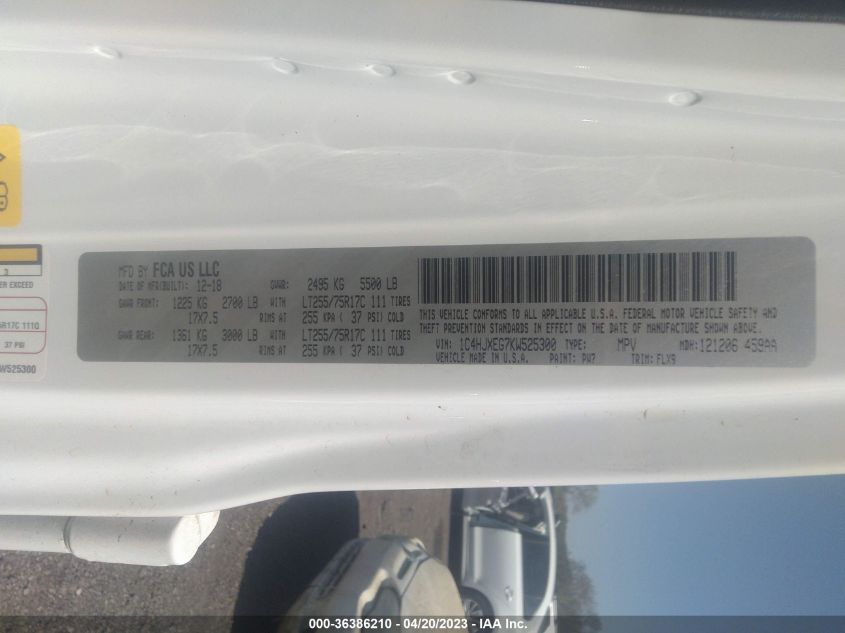 3
ER EXCEED
5R17C 111Q
37 PSI
W525300
MFD BY FCA US LLC
DATE OF MFR(BUILT): 12-18 GVWR: 2495 KG 5500 LB
GAWR FRONT: 1225 KG 2700 LB WITH LT255/75R17C 111 TIRES
17X7.5 RIMS AT 255 KPA ( 37 PSI) COLD
GAWR REAR: 1361 KG 3000 LB WITH LT255/75R17C 111 TIRES
17X7.5 RIMS AT 255 KPA ( 37 PSI) COLD
THIS VEHICLE CONFORMS TO ALL APPLICABLE U.S.A. FEDERAL MOTOR VEHICLE SAFETY AND
THEFT PREVENTION STANDARDS IN EFFECT ON THE DATE OF MANUFACTURE SHOWN ABOVE.
VIN: 1C4HJXEG7KW525300 TYPE: MPV MDH: 121206 459AA
VEHICLE MADE IN U.S.A. PAINT: PW7 TRIM: FLX9
000-36386210 - 04/20/2023 - IAA Inc.